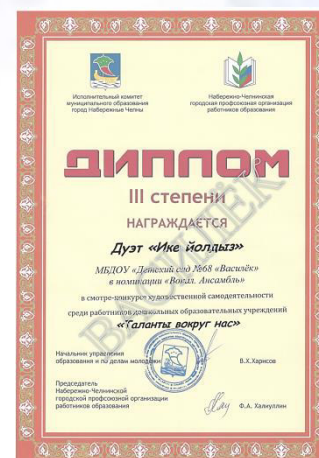 Исполнительный комитет
муниципального образования
город Набережные Челны
Набережно-Челнинская
городская профсоюзная организация
работников образования
ДИПЛОМ
III степени
НАГРАЖДАЕТСЯ
Дуэт «Ике йолдыз»
МБДОУ «Детский сад №68 «Василёк»
в номинации «Вокал. Ансамбль»
в смотре-конкурсе художественной самодеятельности
среди работников дошкольных образовательных учреждений
«Таланты вокруг нас»
Начальник управления
образования и по делам молодежи
В.Х.Харисов
Председатель
Набережно-Челнинской
городской профсоюзной организации
работников образования
Ф.А. Халиуллин
ВАСИЛЁК